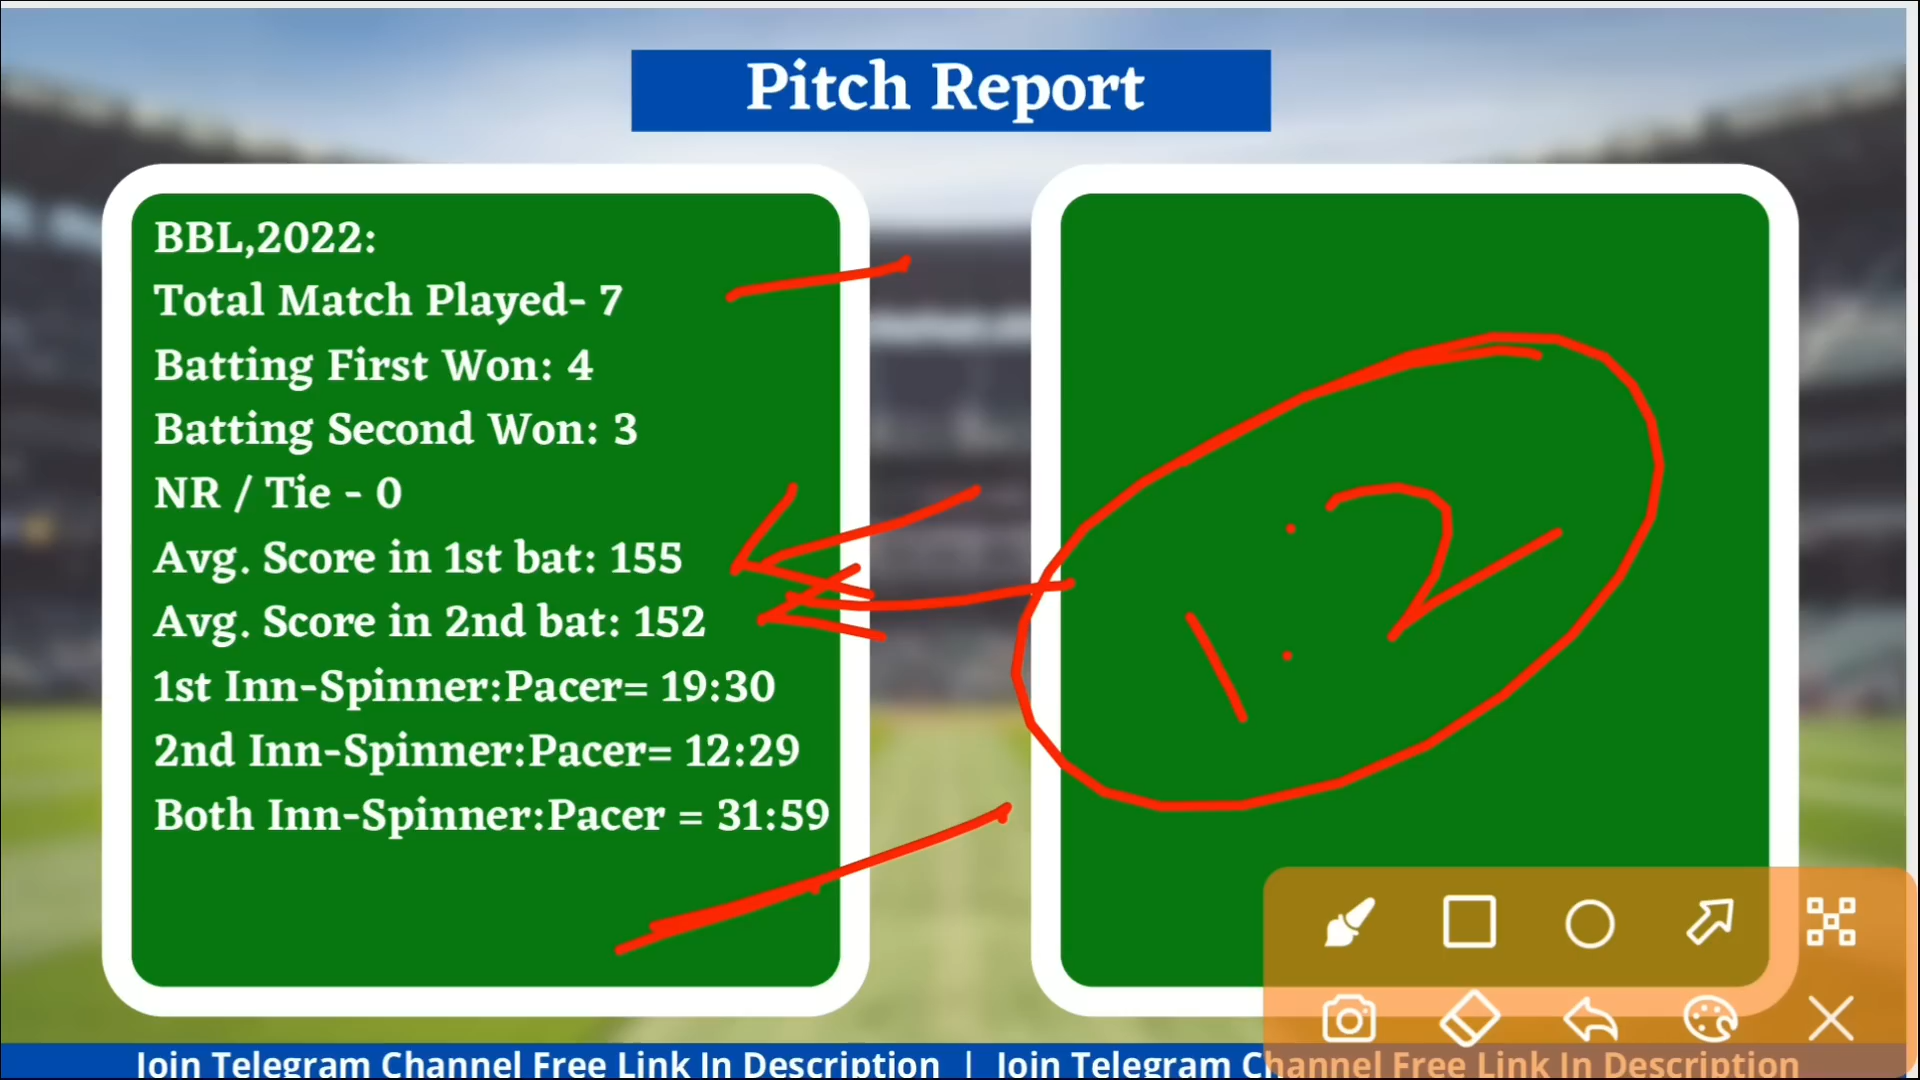 Pitch Report
BBL,2022:
Total Match Played- 7
Batting First Won: 4
Batting Second Won: 3
NR / Tie - 0
Avg. Score in 1st bat: 155
Avg. Score in 2nd bat: 152
1st Inn-Spinner:Pacer= 19:30
2nd Inn-Spinner:Pacer= 12:29
Both Inn-Spinner:Pacer = 31:59
1:2
Join Telegram Channel Free Link In Description | Join Telegram Channel Free Link In Description